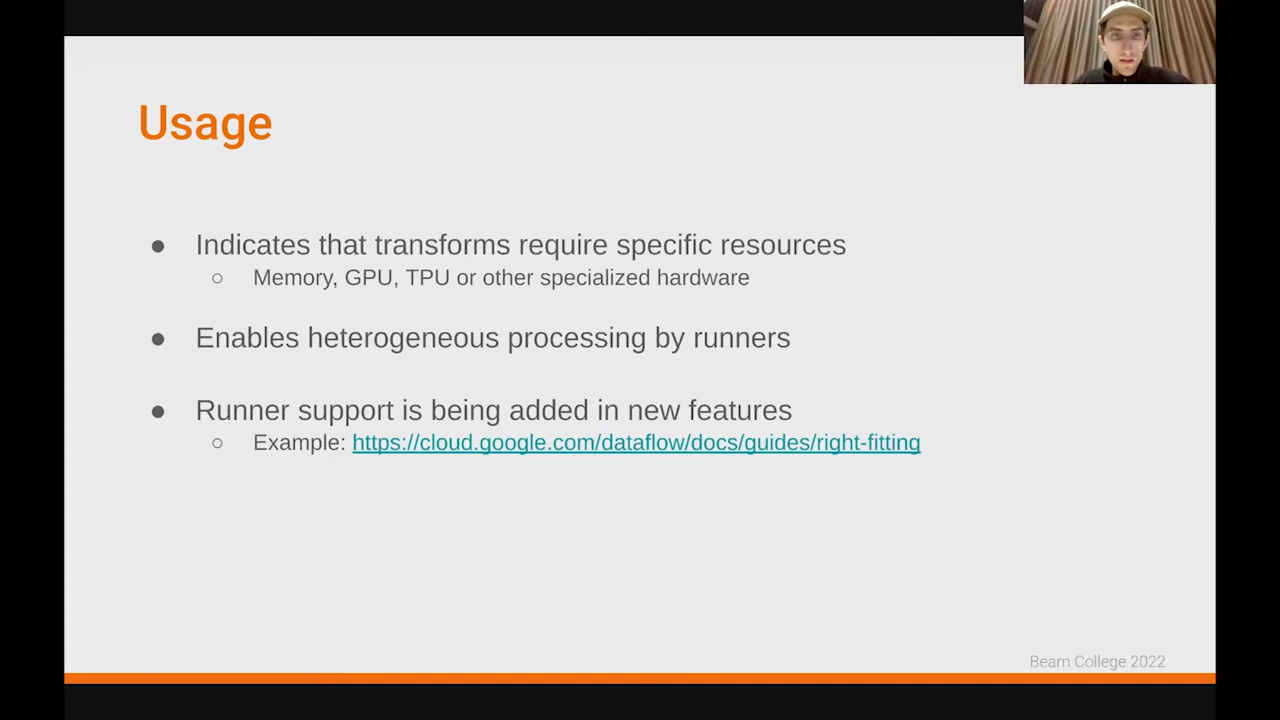 Usage
● Indicates that transforms require specific resources
○ Memory, GPU, TPU or other specialized hardware
● Enables heterogeneous processing by runners
● Runner support is being added in new features
○ Example: https://cloud.google.com/dataflow/docs/guides/right-fitting
Beam College 2022